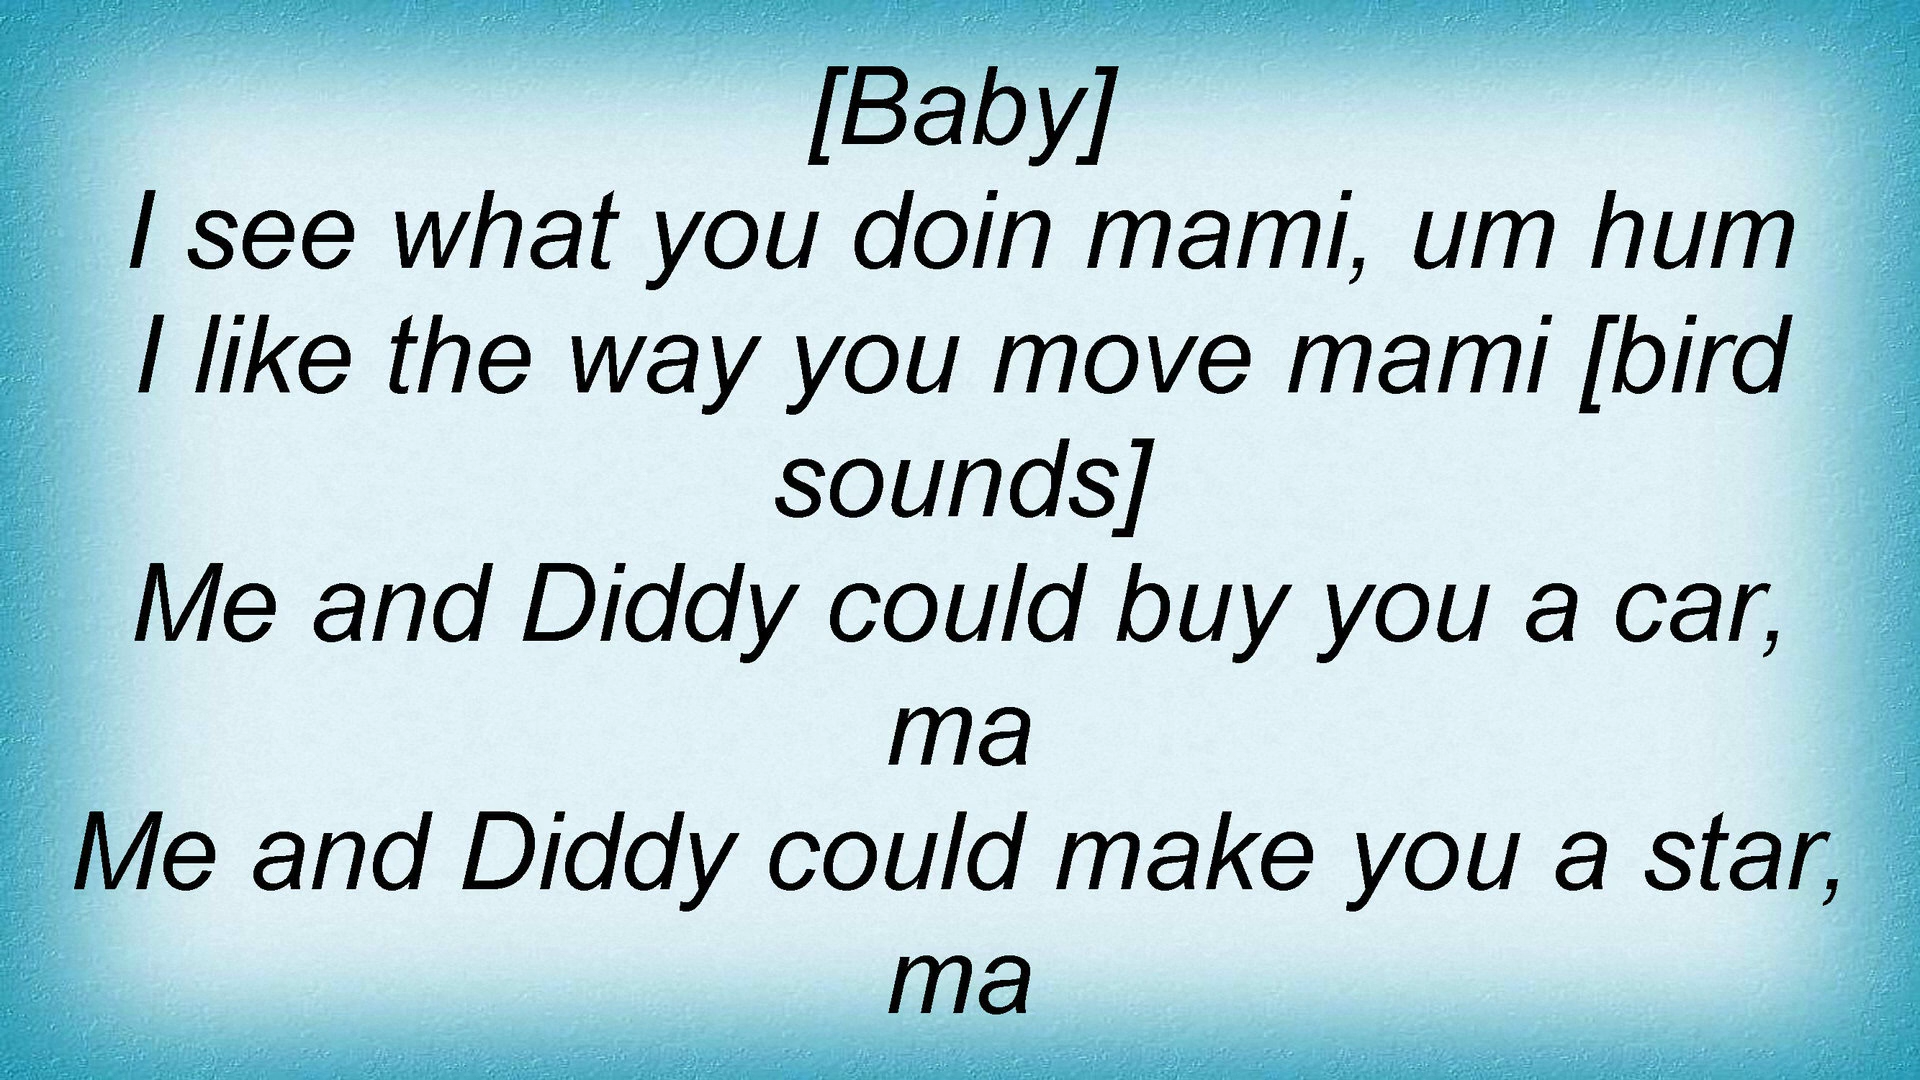 [Baby]
I see what you doin mami, um hum
I like the way you move mami [bird
sounds]
Me and Diddy could buy you a car,
ma
Me and Diddy could make you a star,
ma